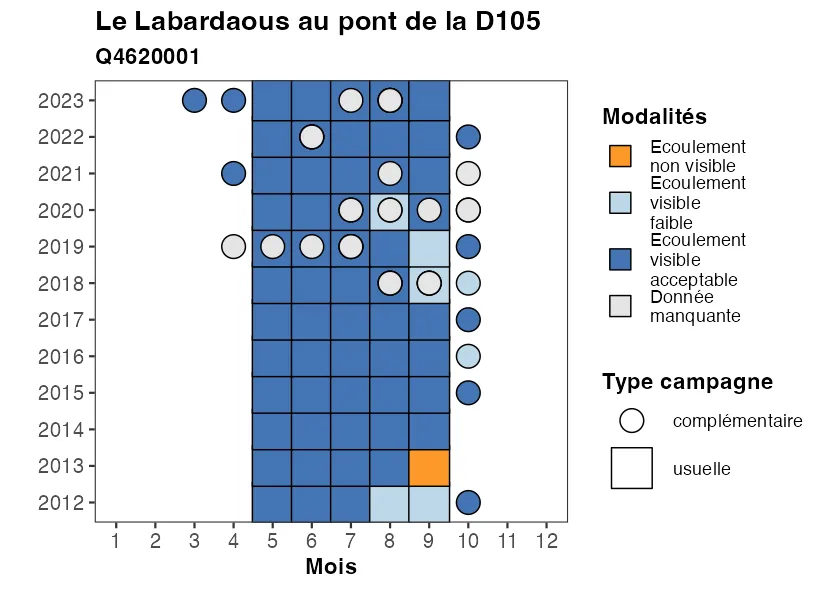 Le Labardaous au pont de la D105
Q4620001
2023
2022
2021
2020
2019
2018
2017
2016
2015
2014
2013
2012
1 2 3 4 5 6 7 8 9 10 11 12
Mois
Modalités
Ecoulement
non visible
Ecoulement
visible
faible
Ecoulement
visible
acceptable
Donnée
manquante
Type campagne
complémentaire
usuelle